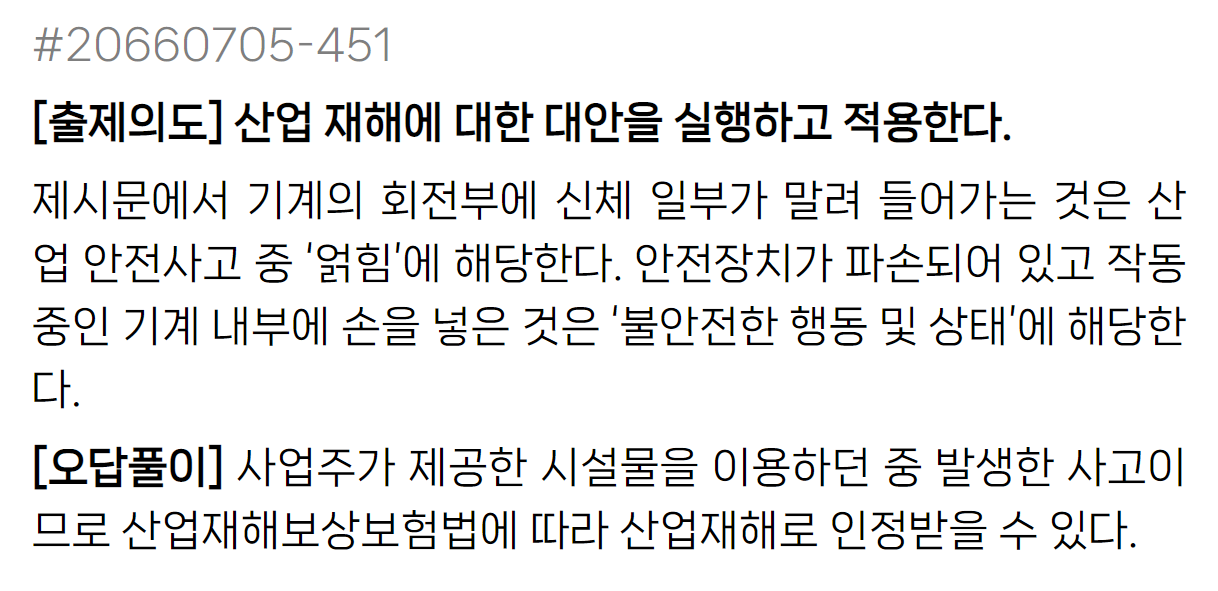 #20660705-451
[출제의도] 산업 재해에 대한 대안을 실행하고 적용한다.
제시문에서 기계의 회전부에 신체 일부가 말려 들어가는 것은 산
업 안전사고 중 '얽힘'에 해당한다. 안전장치가 파손되어 있고 작동
중인 기계 내부에 손을 넣은 것은 '불안전한 행동 및 상태'에 해당한
다.
[오답풀이] 사업주가 제공한 시설물을 이용하던 중 발생한 사고이
므로 산업재해보상보험법에 따라 산업재해로 인정받을 수 있다.